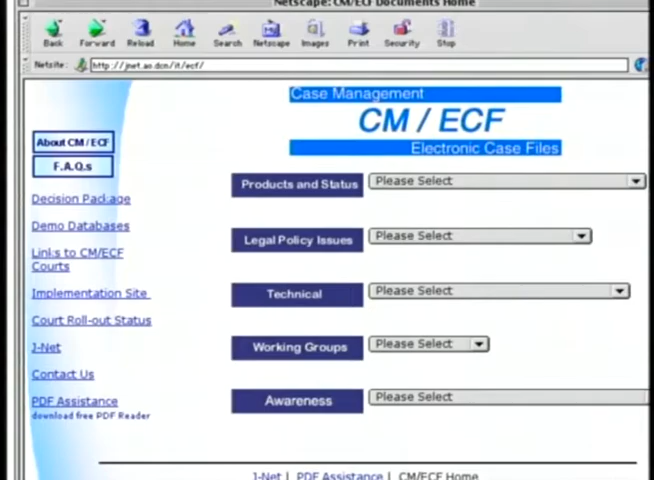 Netscape: CM/ECF Documents Home
Back Forward Reload Home Search Netscape Images Print Security Stop
Netsite: http://jnet.ao.dcn/it/ecf/
Case Management
CM / ECF
Electronic Case Files
About CM/ECF
F.A.Q.s
Decision Package
Demo Databases
Links to CM/ECF
Courts
Implementation Site
Court Roll-out Status
J-Net
Contact Us
PDF Assistance
download free PDF Reader
Products and Status Please Select
Legal Policy Issues Please Select
Technical Please Select
Working Groups Please Select
Awareness Please Select
J-Net | PDF Assistance | CM/ECF Home